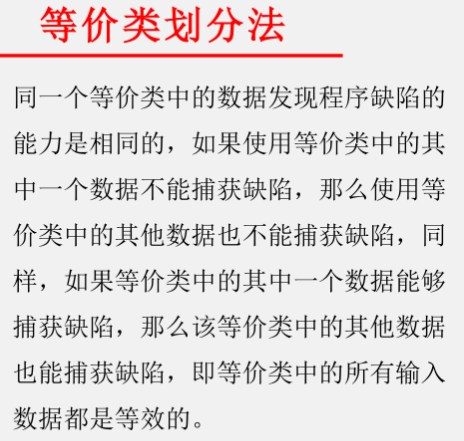 等价类划分法
同一个等价类中的数据发现程序缺陷的
能力是相同的，如果使用等价类中的其
中一个数据不能捕获缺陷，那么使用等
价类中的其他数据也不能捕获缺陷，同
样，如果等价类中的其中一个数据能够
捕获缺陷，那么该等价类中的其他数据
也能捕获缺陷，即等价类中的所有输入
数据都是等效的。